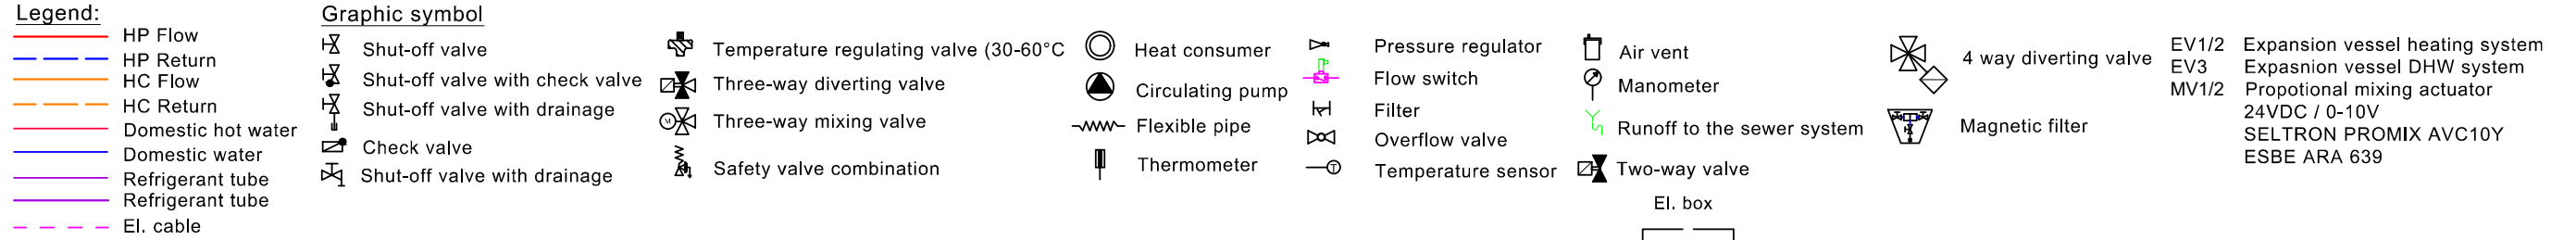 Legend:
HP Flow
HP Return
HC Flow
HC Return
Domestic hot water
Domestic water
Refrigerant tube
Refrigerant tube
El. cable
Graphic symbol
Shut-off valve
Shut-off valve with check valve
Shut-off valve with drainage
Check valve
Shut-off valve with drainage
Temperature regulating valve (30-60°C
Three-way diverting valve
M
Three-way mixing valve
Safety valve combination
Heat consumer
Circulating pump
Flexible pipe
Thermometer
Pressure regulator
Flow switch
Filter
Overflow valve
T
Temperature sensor
Air vent
Manometer
Runoff to the sewer system
Two-way valve
El. box
4 way diverting valve
Magnetic filter
EV1/2 Expansion vessel heating system
EV3 Expasnion vessel DHW system
MV1/2 Propotional mixing actuator
24VDC / 0-10V
SELTRON PROMIX AVC10Y
ESBE ARA 639